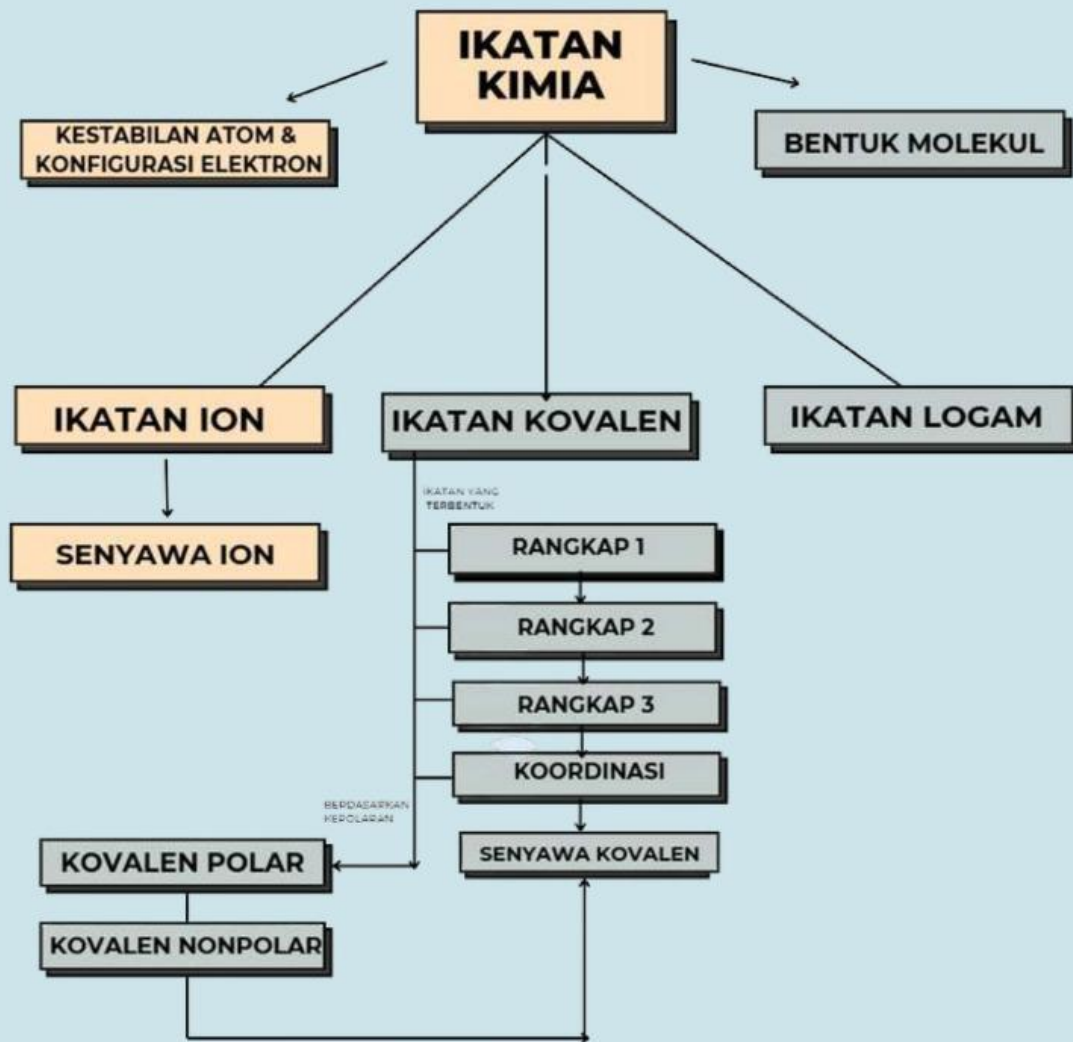 IKATAN
KIMIA
KESTABILAN ATOM &
KONFIGURASI ELEKTRON
BENTUK MOLEKUL
IKATAN ION
IKATAN KOVALEN
IKATAN LOGAM
IKATAN YANG
TERBENTUK
SENYAWA ION
RANGKAP 1
RANGKAP 2
RANGKAP 3
KOORDINASI
BERDASARKAN
KEPOLARAN
SENYAWA KOVALEN
KOVALEN POLAR
KOVALEN NONPOLAR